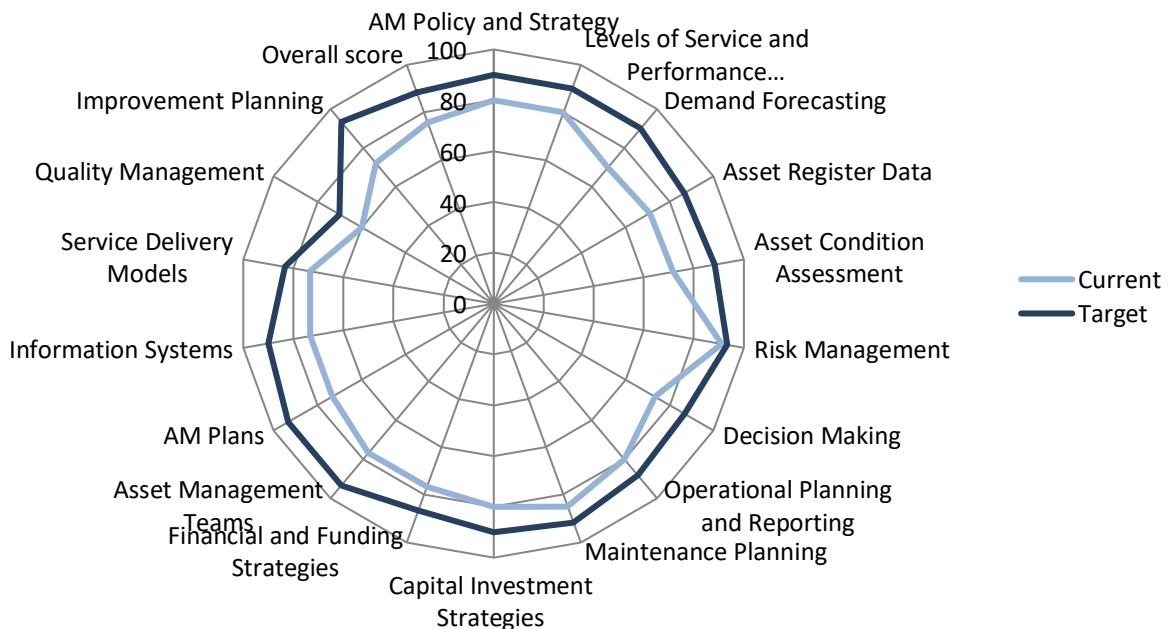 AM Policy and Strategy
Levels of Service and
Performance...
Demand Forecasting
Asset Register Data
Asset Condition
Assessment
Risk Management
Decision Making
Operational Planning
and Reporting
Maintenance Planning
Capital Investment
Strategies
Financial and Funding
Strategies
Asset Management
Teams
AM Plans
Information Systems
Service Delivery
Models
Quality Management
Improvement Planning
Overall score
100
80
60
40
20
0
Current
Target